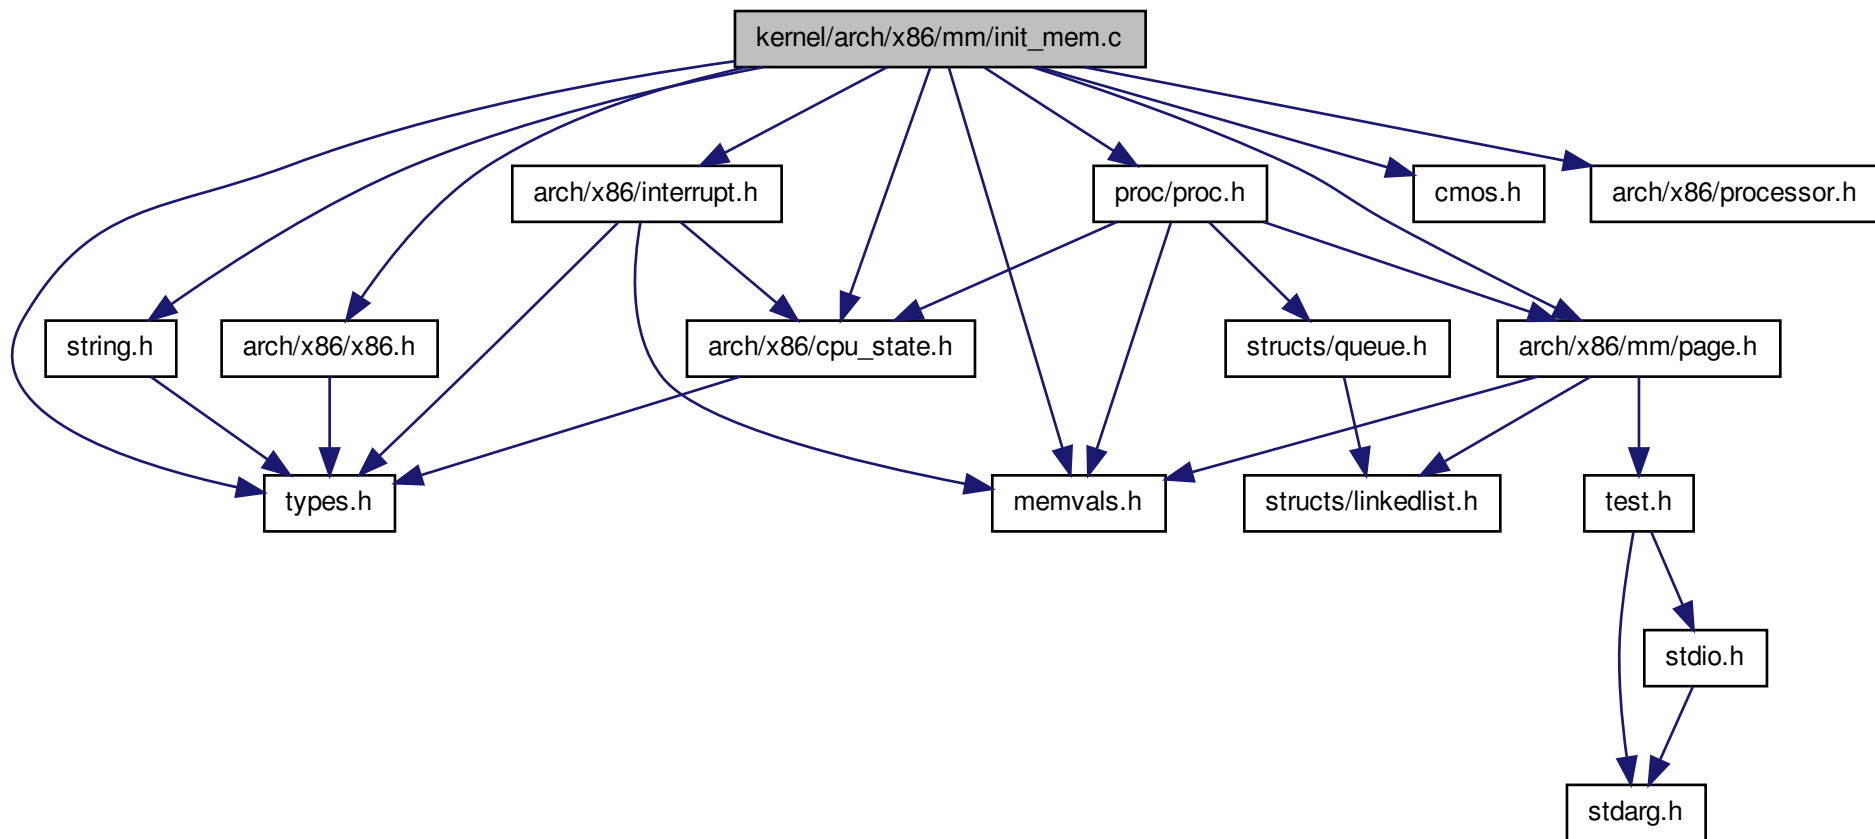 kernel/arch/x86/mm/init_mem.c
arch/x86/interrupt.h
proc/proc.h
cmos.h
arch/x86/processor.h
string.h
arch/x86/x86.h
arch/x86/cpu_state.h
structs/queue.h
arch/x86/mm/page.h
types.h
memvals.h
structs/linkedlist.h
test.h
stdio.h
stdarg.h